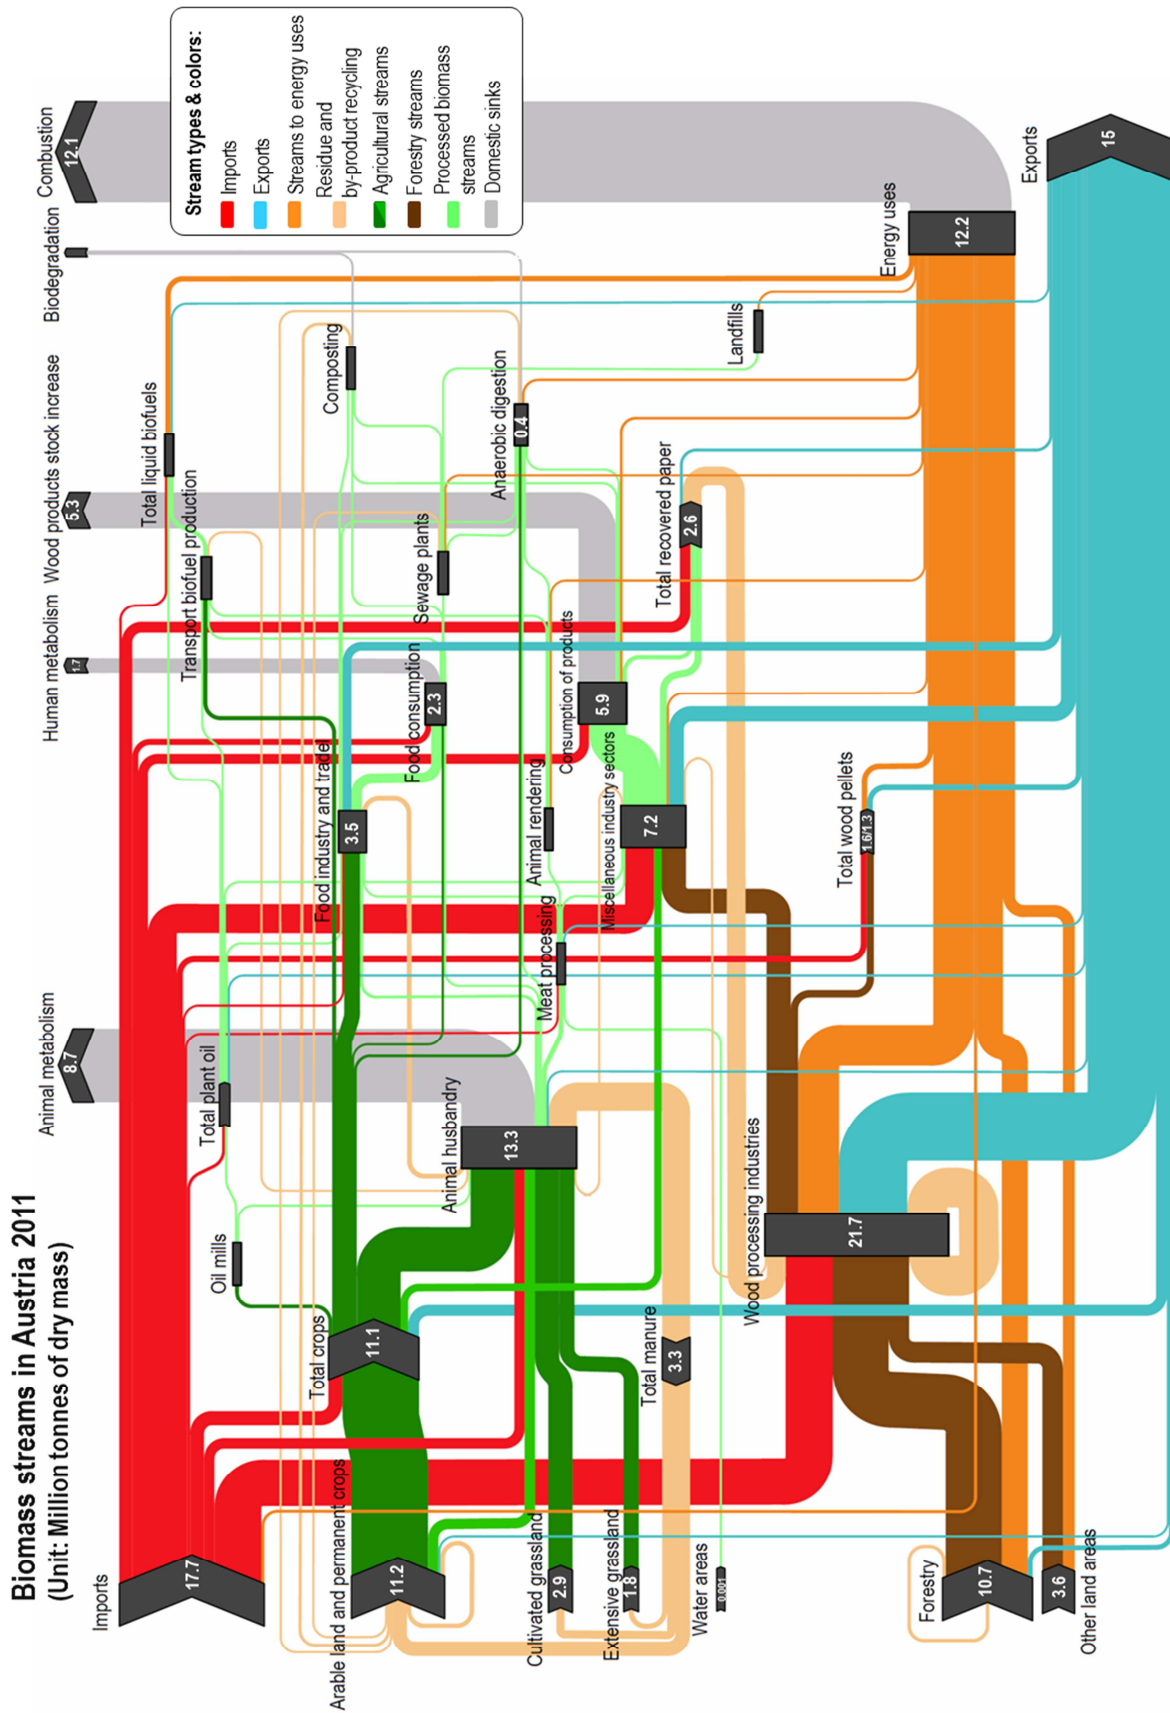 Biomass streams in Austria 2011
(Unit: Million tonnes of dry mass)
Stream types & colors:
Imports
Exports
Streams to energy uses
Residue and
by-product recycling
Agricultural streams
Forestry streams
Processed biomass
streams
Domestic sinks
Animal metabolism
8.7
Human metabolism
1.7
Wood products stock increase
5.3
Biodegradation
Combustion
12.1
Imports
17.7
Total plant oil
Oil mills
Transport biofuel production
Total liquid biofuels
Composting
Arable land and permanent crops
11.2
Total crops
11.1
Food industry and tradel
3.5
Food consumption
2.3
Sewage plants
Anaerobic digestion
0.4
Animal husbandry
13.3
Meat processing
Animal rendering
Consumption of products
5.9
Cultivated grassland
2.9
Extensive grassland
1.8
Water areas
0.001
Total manure
3.3
Miscellaneous industry sectors
7.2
Total recovered paper
2.6
Landfills
Wood processing industries
21.7
Total wood pellets
1.6/1.3
Energy uses
12.2
Forestry
10.7
Other land areas
3.6
Exports
15